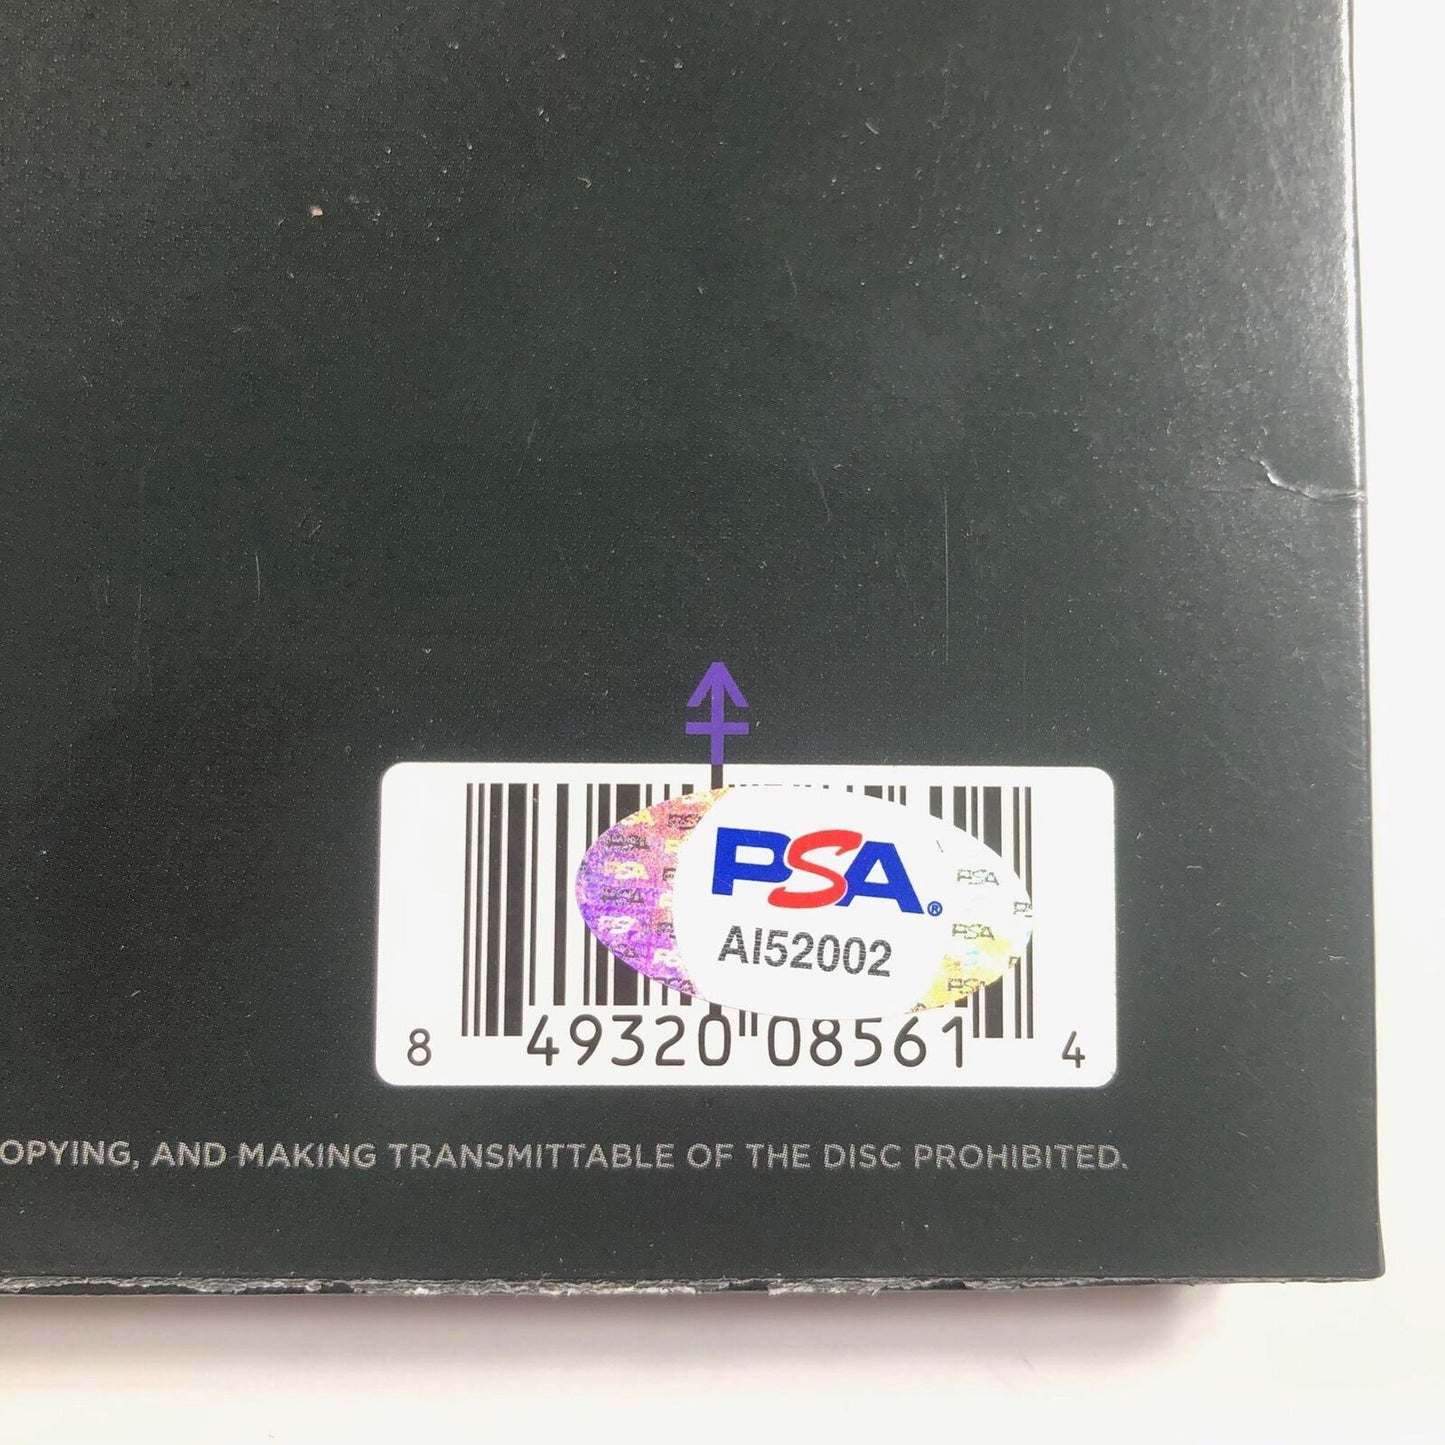 PSA®
AI52002
8 49320 08561 4
OPYING, AND MAKING TRANSMITTABLE OF THE DISC PROHIBITED.